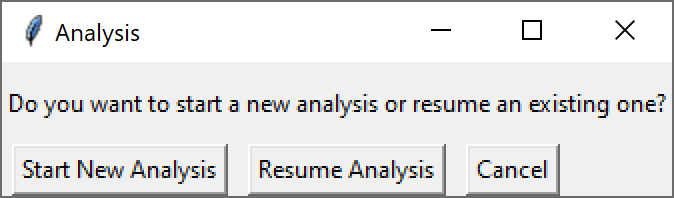 Analysis
Do you want to start a new analysis or resume an existing one?
Start New Analysis Resume Analysis Cancel